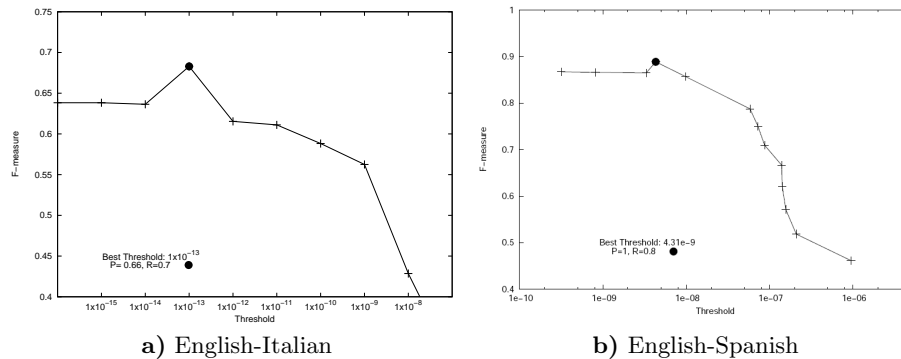 0.75
0.7
0.65
0.6
0.55
0.5
0.45
0.4
F-measure
Best Threshold: 1x10⁻¹³
P= 0.66, R=0.7
1x10⁻¹⁵ 1x10⁻¹⁴ 1x10⁻¹³ 1x10⁻¹² 1x10⁻¹¹ 1x10⁻¹⁰ 1x10⁻⁹ 1x10⁻⁸
Threshold
a) English-Italian
1
0.9
0.8
0.7
0.6
0.5
0.4
F-measure
Best Threshold: 4.31e-9
P=1, R=0.8
1e-10 1e-09 1e-08 1e-07 1e-06
Threshold
b) English-Spanish